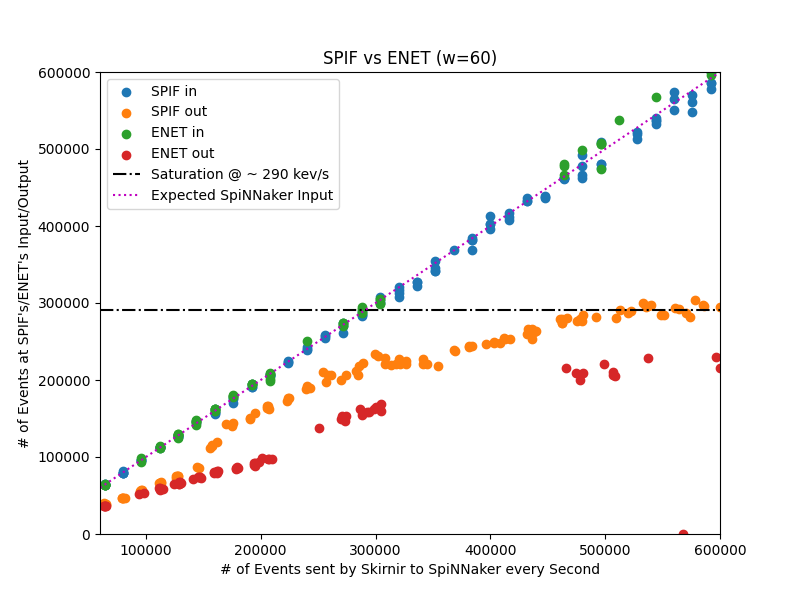 SPIF vs ENET (w=60)
600000
500000
400000
300000
200000
100000
0
# of Events at SPIF's/ENET's Input/Output
SPIF in
SPIF out
ENET in
ENET out
Saturation @ ~ 290 kev/s
Expected SpiNNaker Input
100000 200000 300000 400000 500000 600000
# of Events sent by Skirnir to SpiNNaker every Second